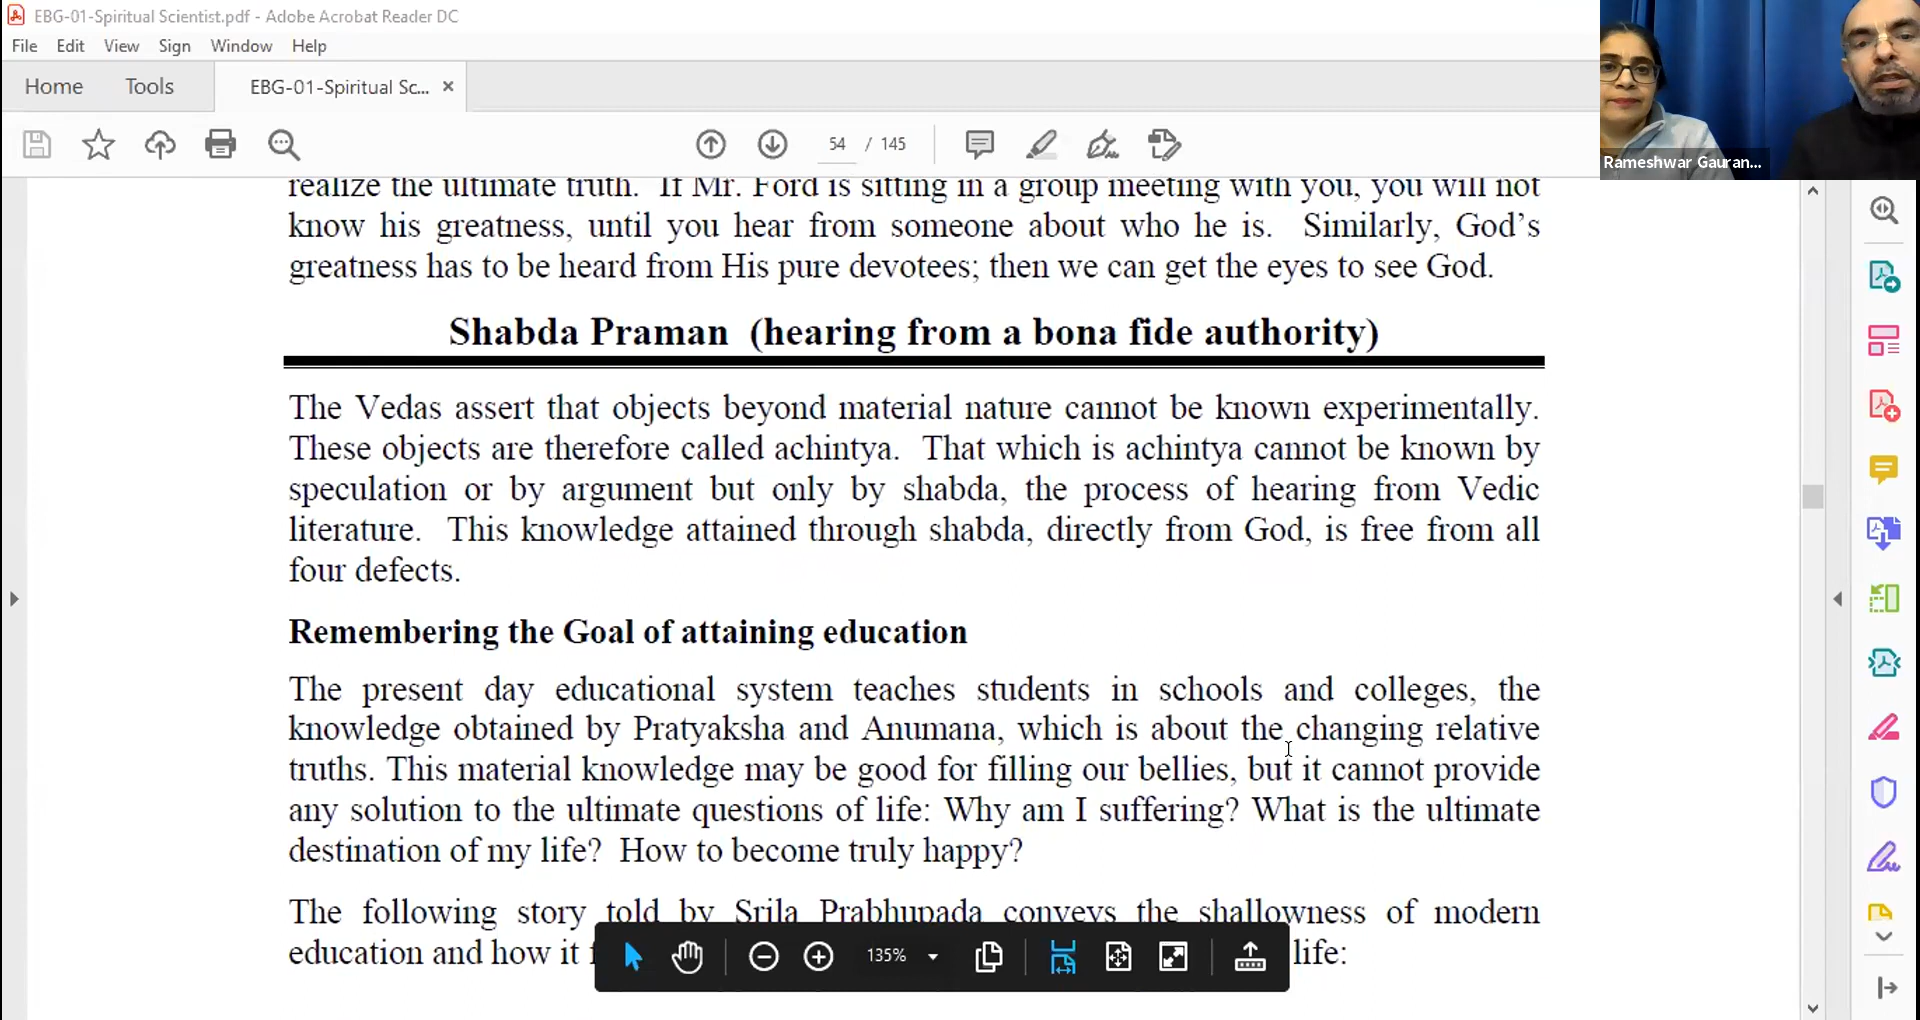 EBG-01-Spiritual Scientist.pdf - Adobe Acrobat Reader DC
File Edit View Sign Window Help
Home Tools EBG-01-Spiritual Sc... ×
54 / 145
Rameshwar Gauran...
realize the ultimate truth. If Mr. Ford is sitting in a group meeting with you, you will not
know his greatness, until you hear from someone about who he is. Similarly, God's
greatness has to be heard from His pure devotees; then we can get the eyes to see God.
Shabda Praman (hearing from a bona fide authority)
The Vedas assert that objects beyond material nature cannot be known experimentally.
These objects are therefore called achintya. That which is achintya cannot be known by
speculation or by argument but only by shabda, the process of hearing from Vedic
literature. This knowledge attained through shabda, directly from God, is free from all
four defects.
Remembering the Goal of attaining education
The present day educational system teaches students in schools and colleges, the
knowledge obtained by Pratyaksha and Anumana, which is about the changing relative
truths. This material knowledge may be good for filling our bellies, but it cannot provide
any solution to the ultimate questions of life: Why am I suffering? What is the ultimate
destination of my life? How to become truly happy?
The following story told by Srila Prabhupada conveys the shallowness of modern
education and how it life:
135%